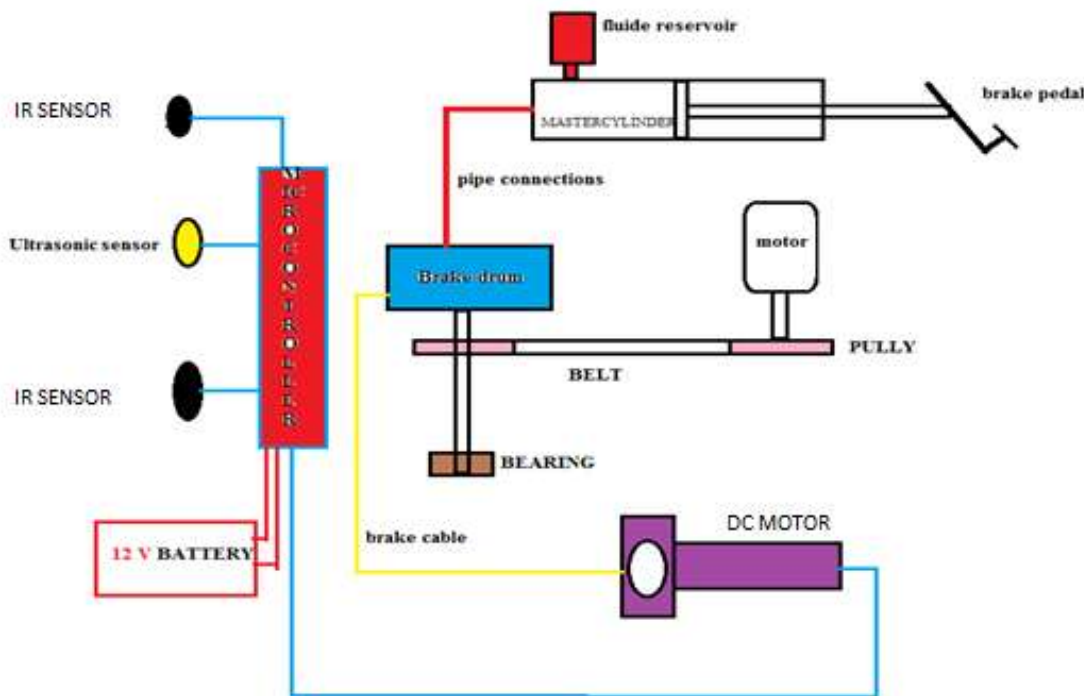 fluide reservoir
IR SENSOR
brake pedal
MASTERCYLINDER
pipe connections
MICROCONTROLLER
Ultrasonic sensor
motor
Brake drum
PULLY
BELT
IR SENSOR
BEARING
DC MOTOR
brake cable
12 V BATTERY